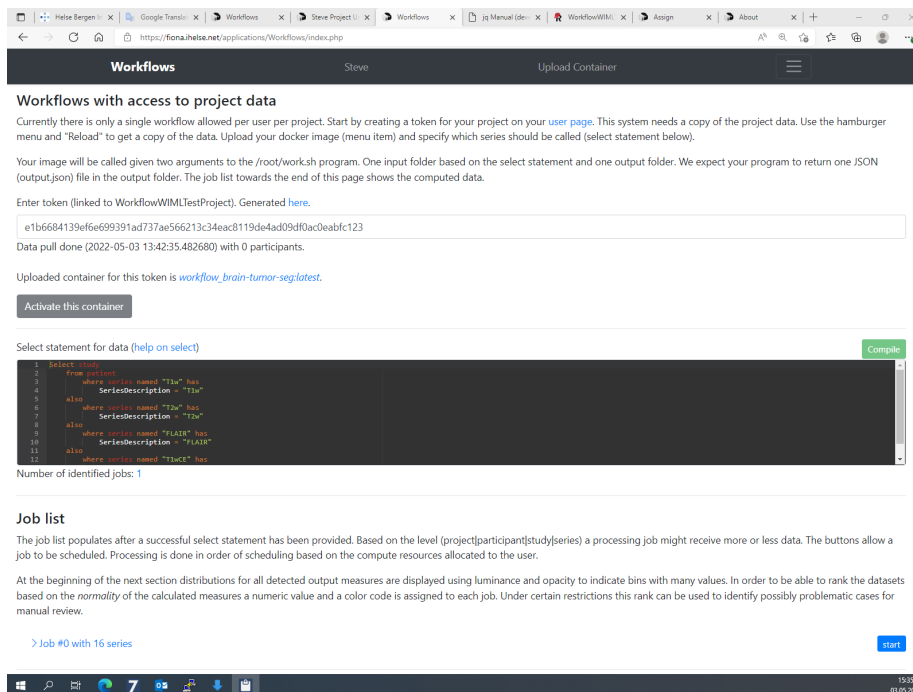 Helse Bergen In
Google Transla
Workflows
Steve Project U
Workflows
jq Manual (dev
WorkflowWIML
Assign
About
https://fiona.ihelse.net/applications/Workflows/index.php
Workflows
Steve
Upload Container
Workflows with access to project data
Currently there is only a single workflow allowed per user per project. Start by creating a token for your project on your user page. This system needs a copy of the project data. Use the hamburger
menu and "Reload" to get a copy of the data. Upload your docker image (menu item) and specify which series should be called (select statement below).
Your image will be called given two arguments to the /root/work.sh program. One input folder based on the select statement and one output folder. We expect your program to return one JSON
(output.json) file in the output folder. The job list towards the end of this page shows the computed data.
Enter token (linked to WorkflowWIMLTestProject). Generated here.
e1b6684139ef6e699391ad737ae566213c34eac8119de4ad09df0ac0eabfc123
Data pull done (2022-05-03 13:42:35.482680) with 0 participants.
Uploaded container for this token is workflow_brain-tumor-seg:latest.
Activate this container
Select statement for data (help on select)
Compile
1 Select study
2 from patient
3 where series named "T1w" has
4 SeriesDescription = "T1w"
5 also
6 where series named "T2w" has
7 SeriesDescription = "T2w"
8 also
9 where series named "FLAIR" has
10 SeriesDescription = "FLAIR"
11 also
12 where series named "T1wCE" has
Number of identified jobs: 1
Job list
The job list populates after a successful select statement has been provided. Based on the level (project|participant|study|series) a processing job might receive more or less data. The buttons allow a
job to be scheduled. Processing is done in order of scheduling based on the compute resources allocated to the user.
At the beginning of the next section distributions for all detected output measures are displayed using luminance and opacity to indicate bins with many values. In order to be able to rank the datasets
based on the normality of the calculated measures a numeric value and a color code is assigned to each job. Under certain restrictions this rank can be used to identify possibly problematic cases for
manual review.
> Job #0 with 16 series
start
15:35